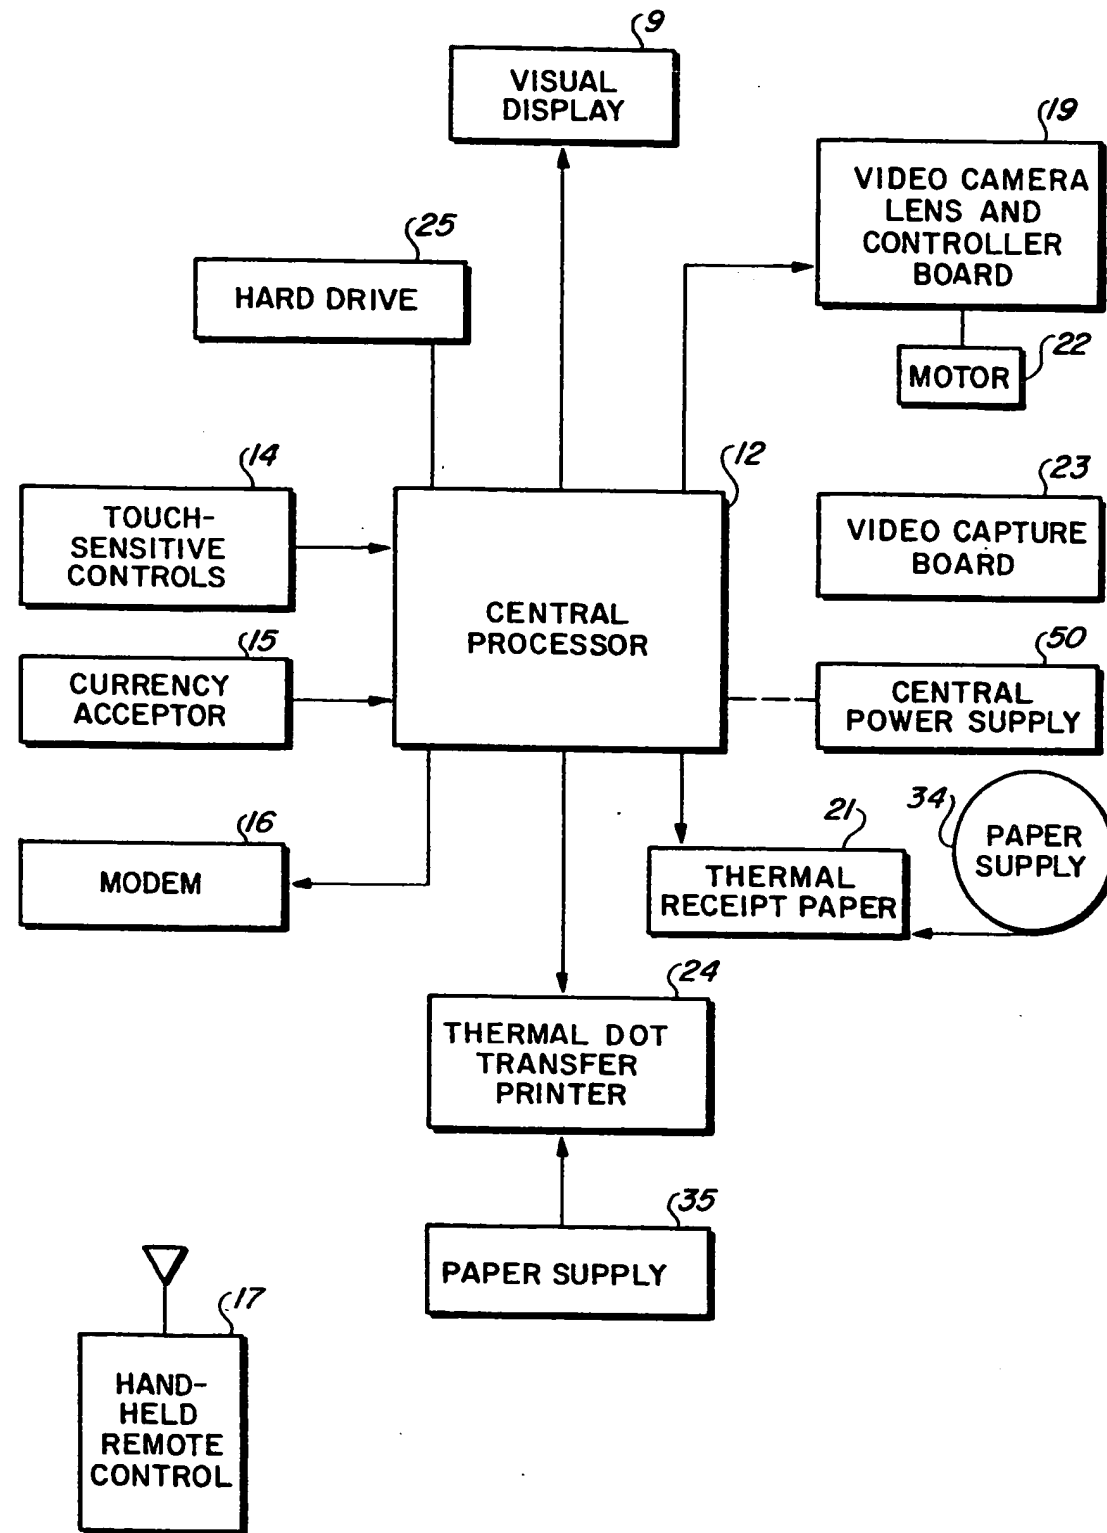 9
VISUAL
DISPLAY
19
VIDEO CAMERA
LENS AND
CONTROLLER
BOARD
25
HARD DRIVE
22
MOTOR
14
TOUCH-
SENSITIVE
CONTROLS
12
CENTRAL
PROCESSOR
23
VIDEO CAPTURE
BOARD
15
CURRENCY
ACCEPTOR
50
CENTRAL
POWER SUPPLY
16
MODEM
21
THERMAL
RECEIPT PAPER
34
PAPER
SUPPLY
24
THERMAL DOT
TRANSFER
PRINTER
35
PAPER SUPPLY
17
HAND-
HELD
REMOTE
CONTROL